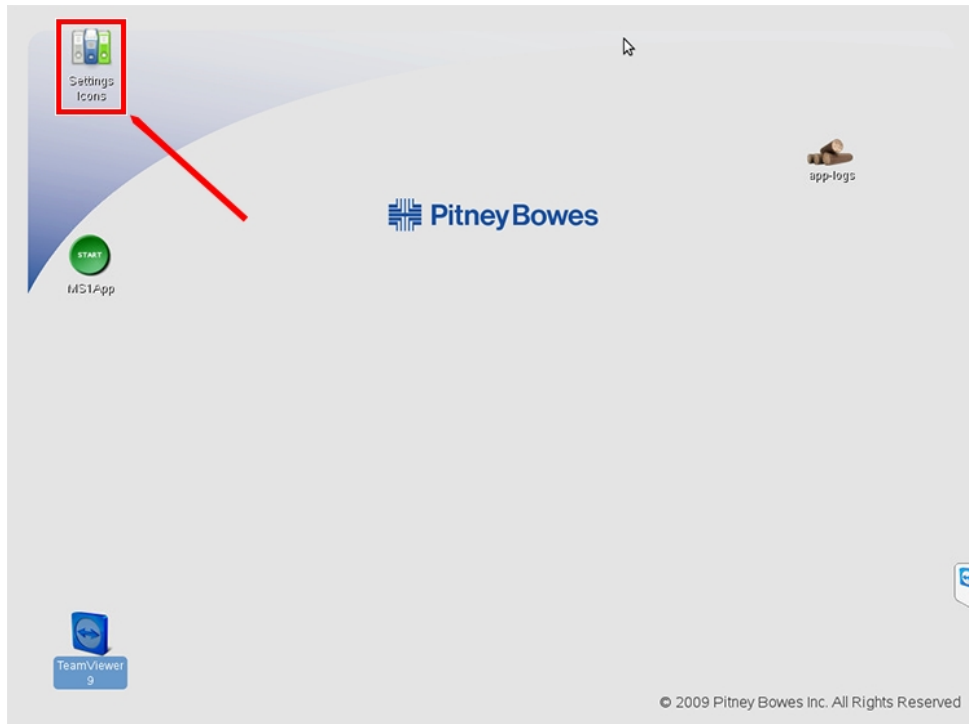 Settings
Icons
app-logs
Pitney Bowes
START
MS1App
TeamViewer
9
© 2009 Pitney Bowes Inc. All Rights Reserved